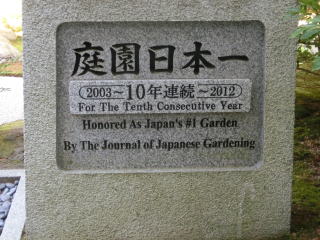 庭園日本一
（2003～10年連続～2012）
For The Tenth Consecutive Year
Honored As Japan's #1 Garden
By The Journal of Japanese Gardening